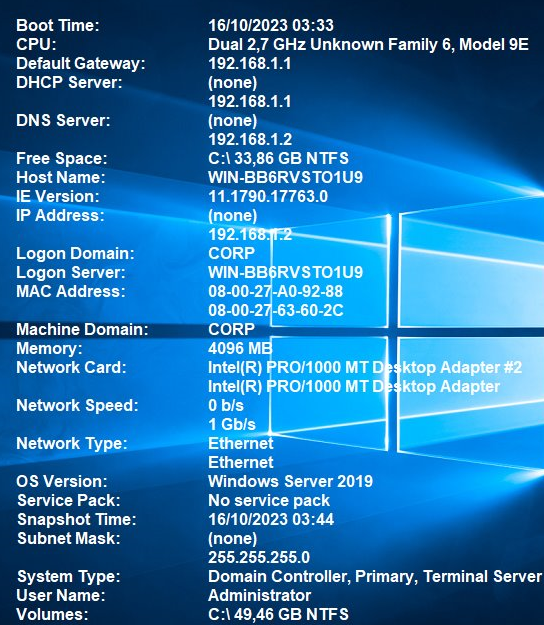 Boot Time: 16/10/2023 03:33
CPU: Dual 2,7 GHz Unknown Family 6, Model 9E
Default Gateway: 192.168.1.1
DHCP Server: (none)
192.168.1.1
DNS Server: (none)
192.168.1.2
Free Space: C:\ 33,86 GB NTFS
Host Name: WIN-BB6RVSTO1U9
IE Version: 11.1790.17763.0
IP Address: (none)
192.168.1.2
Logon Domain: CORP
Logon Server: WIN-BB6RVSTO1U9
MAC Address: 08-00-27-A0-92-88
08-00-27-63-60-2C
Machine Domain: CORP
Memory: 4096 MB
Network Card: Intel(R) PRO/1000 MT Desktop Adapter #2
Intel(R) PRO/1000 MT Desktop Adapter
Network Speed: 0 b/s
1 Gb/s
Network Type: Ethernet
Ethernet
OS Version: Windows Server 2019
Service Pack: No service pack
Snapshot Time: 16/10/2023 03:44
Subnet Mask: (none)
255.255.255.0
System Type: Domain Controller, Primary, Terminal Server
User Name: Administrator
Volumes: C:\ 49,46 GB NTFS